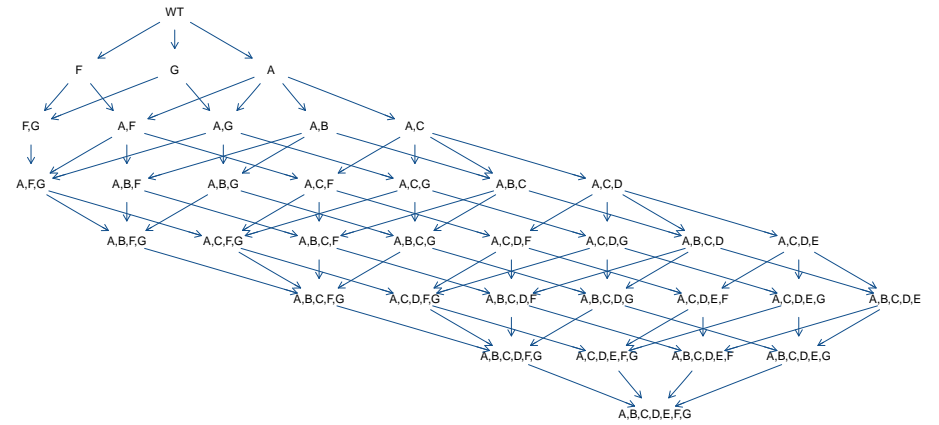 WT
F G A
F,G A,F A,G A,B A,C
A,F,G A,B,F A,B,G A,C,F A,C,G A,B,C A,C,D
A,B,F,G A,C,F,G A,B,C,F A,B,C,G A,C,D,F A,C,D,G A,B,C,D A,C,D,E
A,B,C,F,G A,C,D,F,G A,B,C,D,F A,B,C,D,G A,C,D,E,F A,C,D,E,G A,B,C,D,E
A,B,C,D,F,G A,C,D,E,F,G A,B,C,D,E,F A,B,C,D,E,G
A,B,C,D,E,F,G